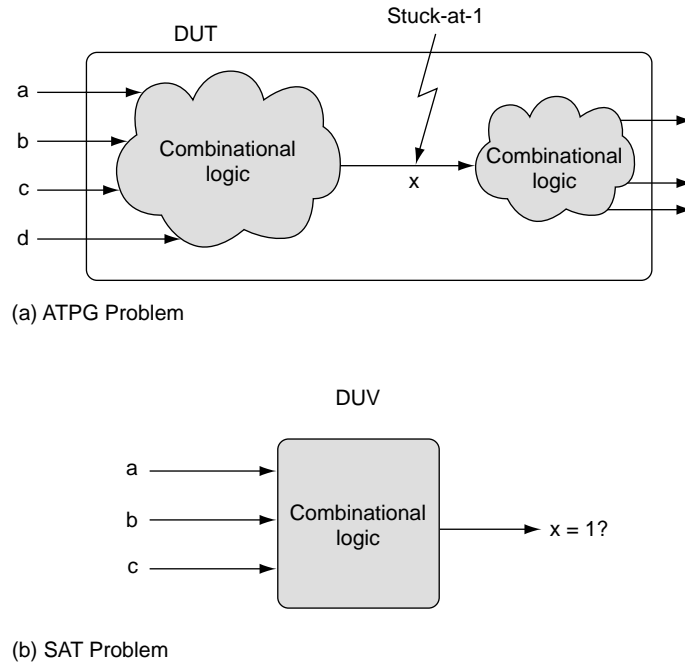 DUT
Stuck-at-1
a
b
c
d
Combinational
logic
x
Combinational
logic
(a) ATPG Problem
DUV
a
b
c
Combinational
logic
x = 1?
(b) SAT Problem